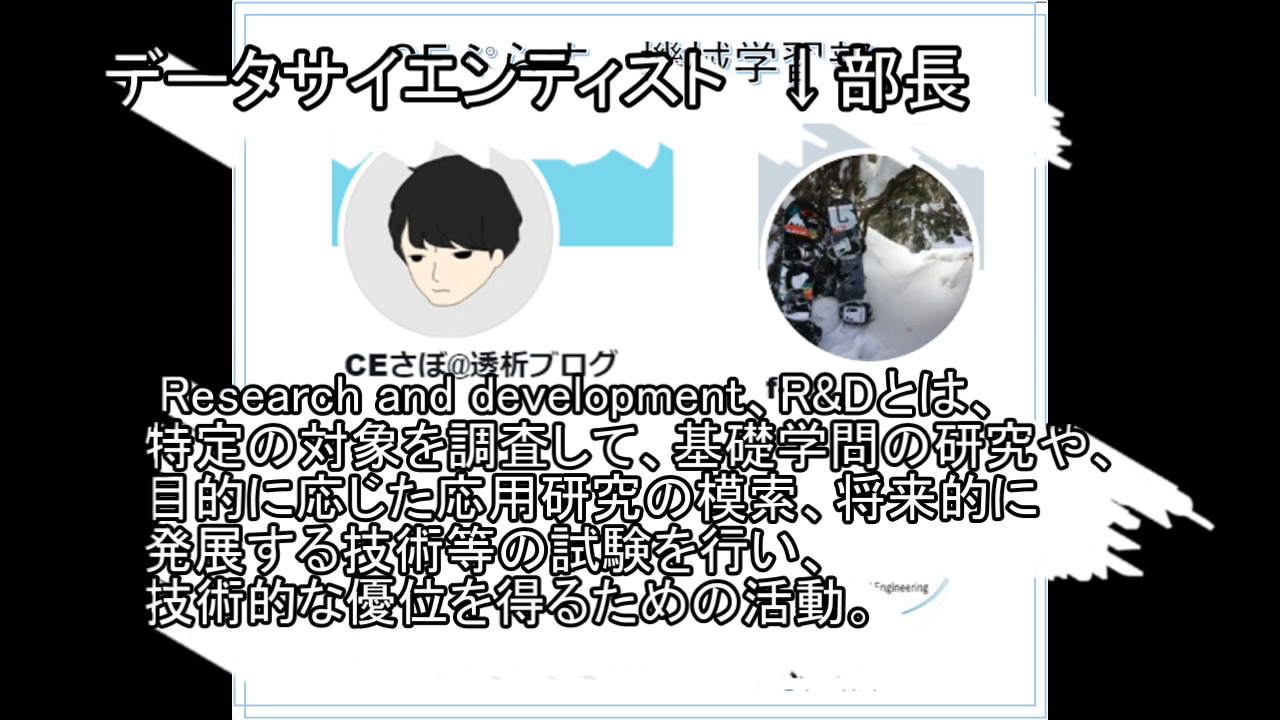 データサイエンティスト ↓部長
CEさぽ@透析ブログ
Research and development、R&Dとは、
特定の対象を調査して、基礎学問の研究や、
目的に応じた応用研究の模索、将来的に
発展する技術等の試験を行い、
技術的な優位を得るための活動。
Engineering